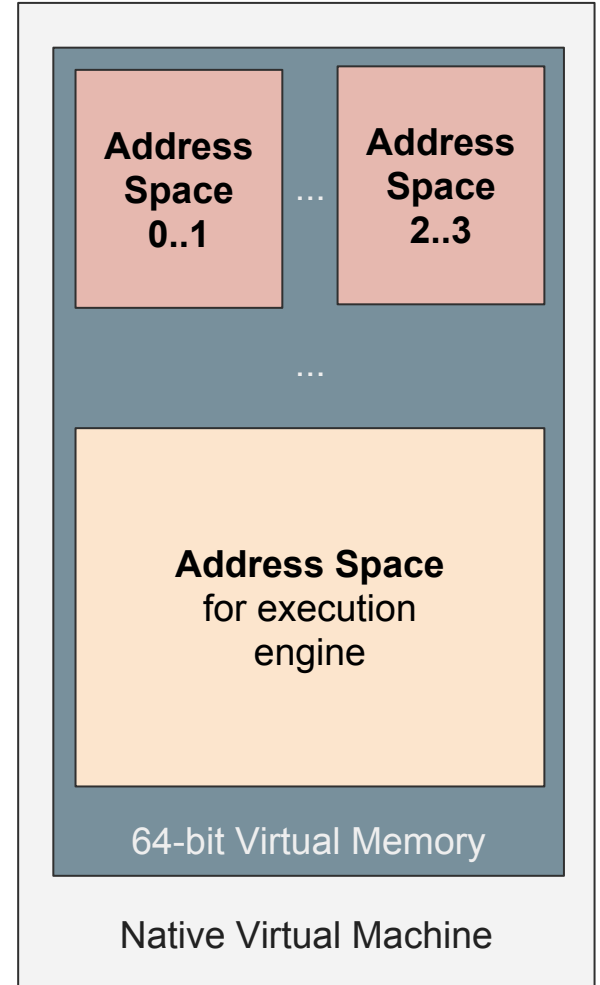 Address
Space
0..1
...
Address
Space
2..3
...
Address Space
for execution
engine
64-bit Virtual Memory
Native Virtual Machine